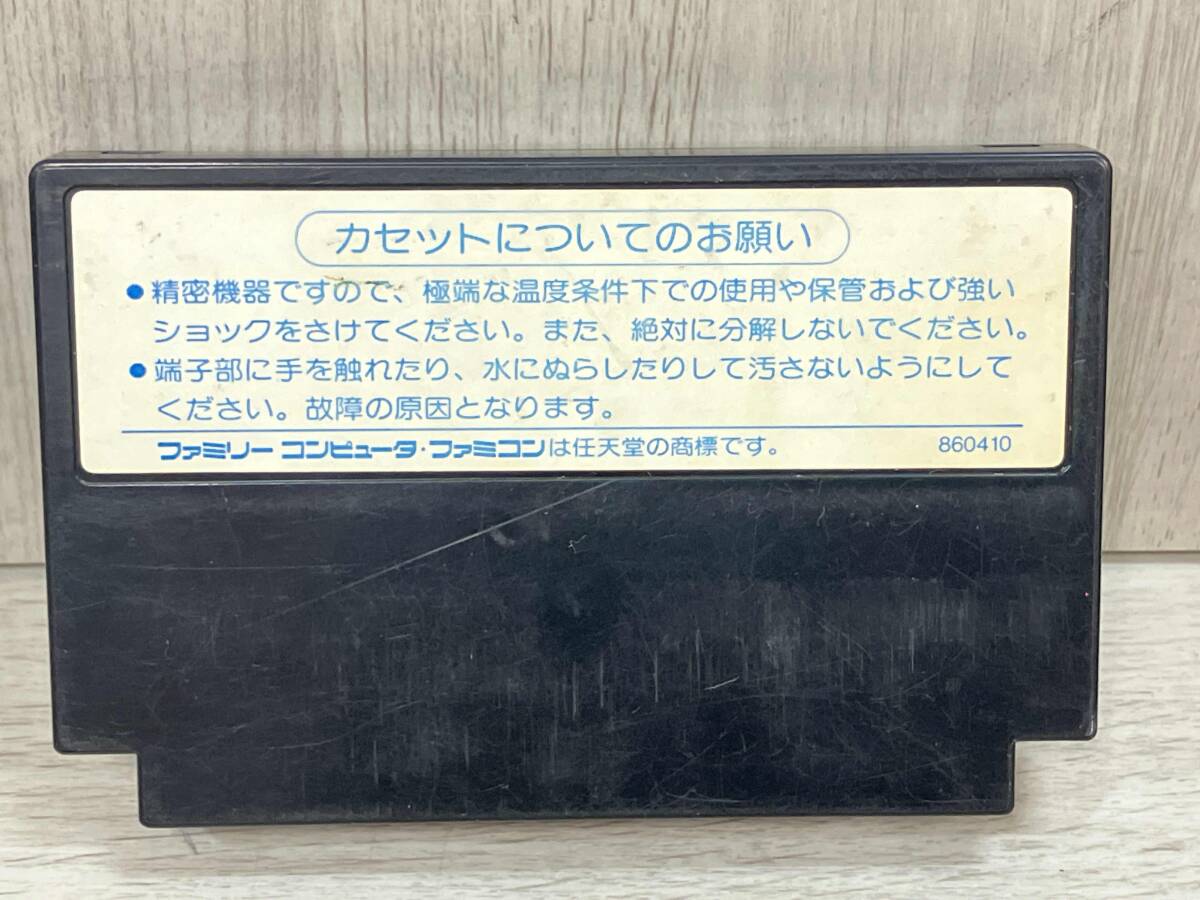 カセットについてのお願い
●精密機器ですので、極端な温度条件下での使用や保管および強い
ショックをさけてください。また、絶対に分解しないでください。
●端子部に手を触れたり、水にぬらしたりして汚さないようにして
ください。故障の原因となります。
ファミリー コンピュータ・ファミコンは任天堂の商標です。 860410